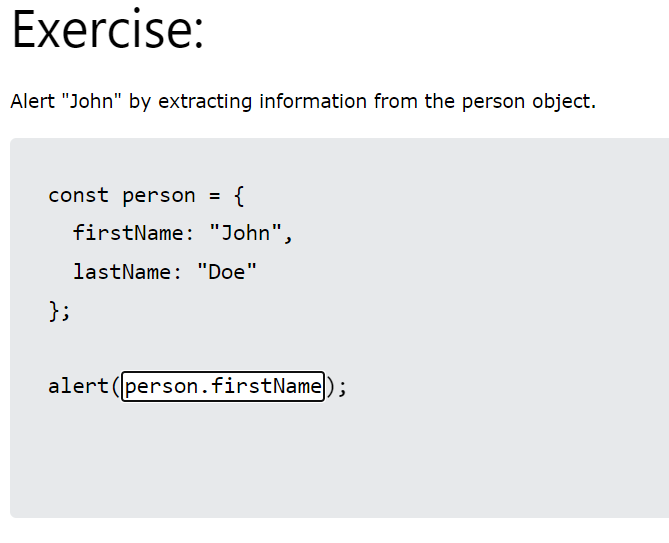 Exercise:
Alert "John" by extracting information from the person object.
const person = {
  firstName: "John",
  lastName: "Doe"
};
alert(person.firstName);